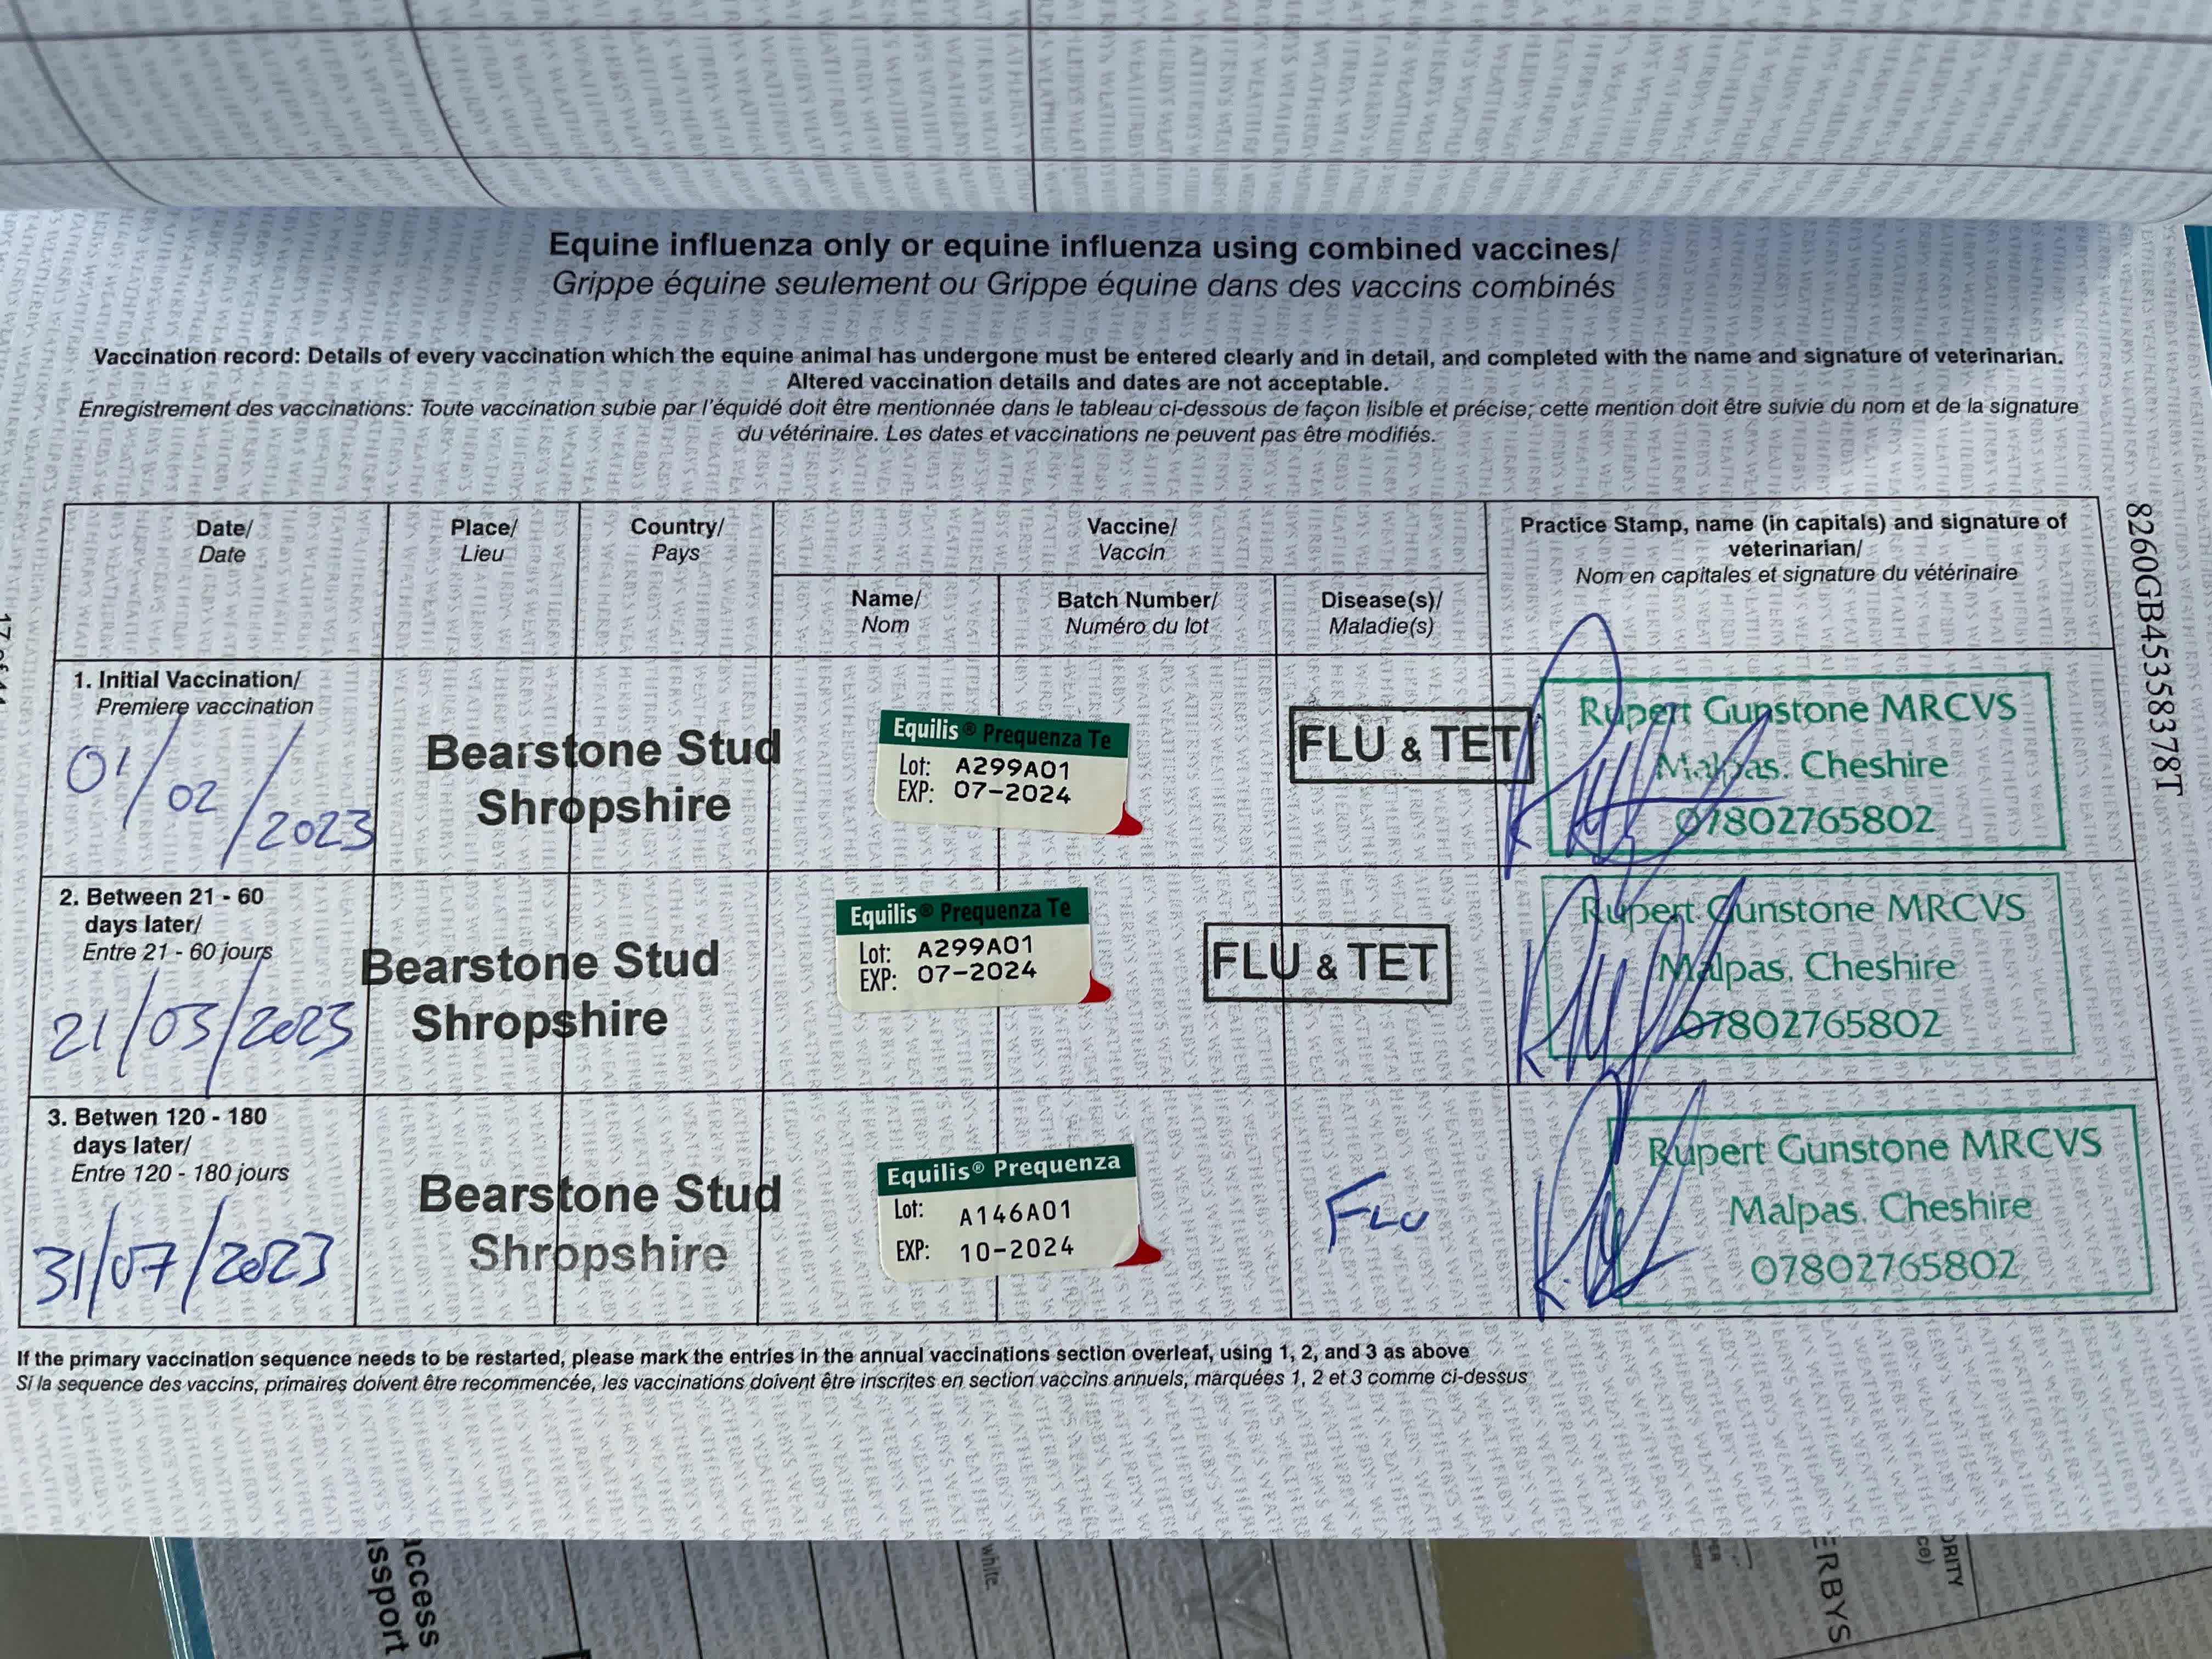 Equine influenza only or equine influenza using combined vaccines/
Grippe équine seulement ou Grippe équine dans des vaccins combinés
Vaccination record: Details of every vaccination which the equine animal has undergone must be entered clearly and in detail, and completed with the name and signature of veterinarian.
Altered vaccination details and dates are not acceptable.
Enregistrement des vaccinations: Toute vaccination subie par l'équidé doit être mentionnée dans le tableau ci-dessous de façon lisible et précise; cette mention doit être suivie du nom et de la signature
du vétérinaire. Les dates et vaccinations ne peuvent pas être modifiés.
8260GB45358378T
Date/
Date
Place/
Lieu
Country/
Pays
Vaccine/
Vaccin
Name/
Nom
Batch Number/
Numéro du lot
Disease(s)/
Maladie(s)
Practice Stamp, name (in capitals) and signature of
veterinarian/
Nom en capitales et signature du vétérinaire
1. Initial Vaccination/
Premiere vaccination
01/02/2023
Bearstone Stud
Shropshire
Equilis® Prequenza Te
Lot: A299A01
EXP: 07-2024
FLU & TET
Rupert Gunstone MRCVS
Malpas. Cheshire
07802765802
2. Between 21 - 60
days later/
Entre 21 - 60 jours
21/03/2023
Bearstone Stud
Shropshire
Equilis® Prequenza Te
Lot: A299A01
EXP: 07-2024
FLU & TET
Rupert Gunstone MRCVS
Malpas. Cheshire
07802765802
3. Betwen 120 - 180
days later/
Entre 120 - 180 jours
31/07/2023
Bearstone Stud
Shropshire
Equilis® Prequenza
Lot: A146A01
EXP: 10-2024
FLU
Rupert Gunstone MRCVS
Malpas. Cheshire
07802765802
If the primary vaccination sequence needs to be restarted, please mark the entries in the annual vaccinations section overleaf, using 1, 2, and 3 as above
Si la sequence des vaccins, primaires doivent être recommencée, les vaccinations doivent être inscrites en section vaccins annuels, marquées 1, 2 et 3 comme ci-dessus
white.